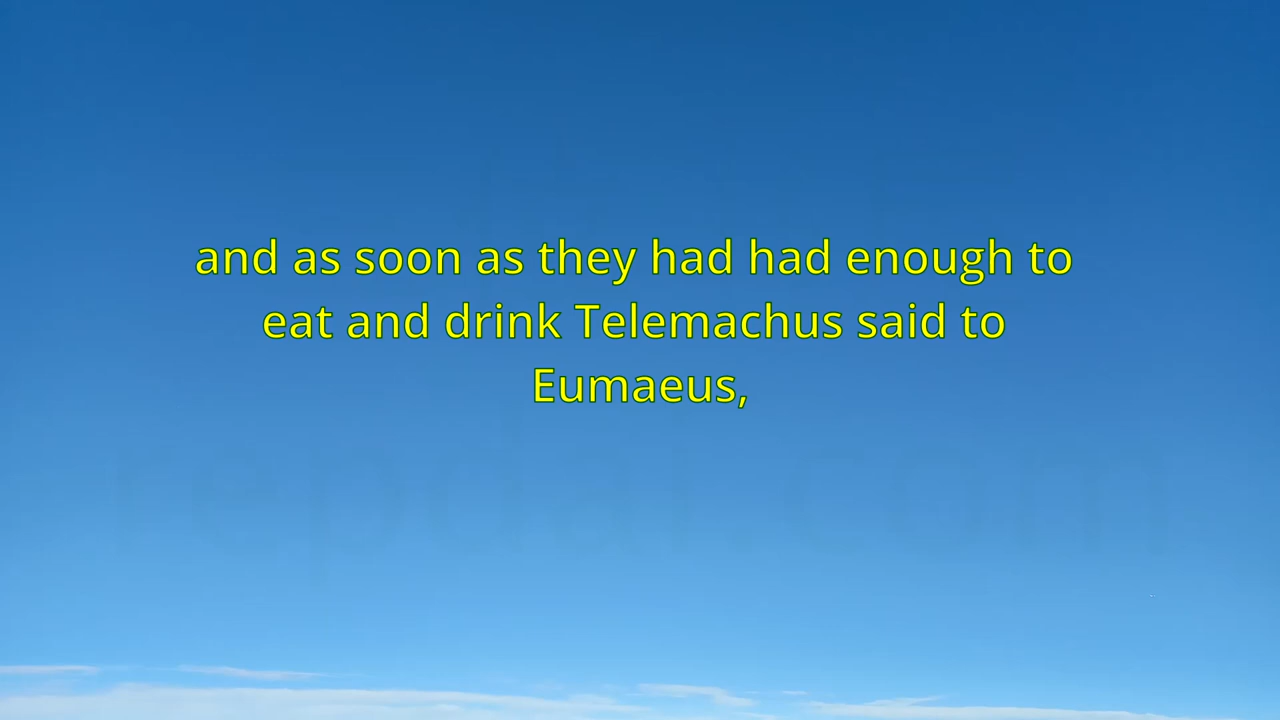 and as soon as they had had enough to
eat and drink Telemachus said to
Eumaeus,